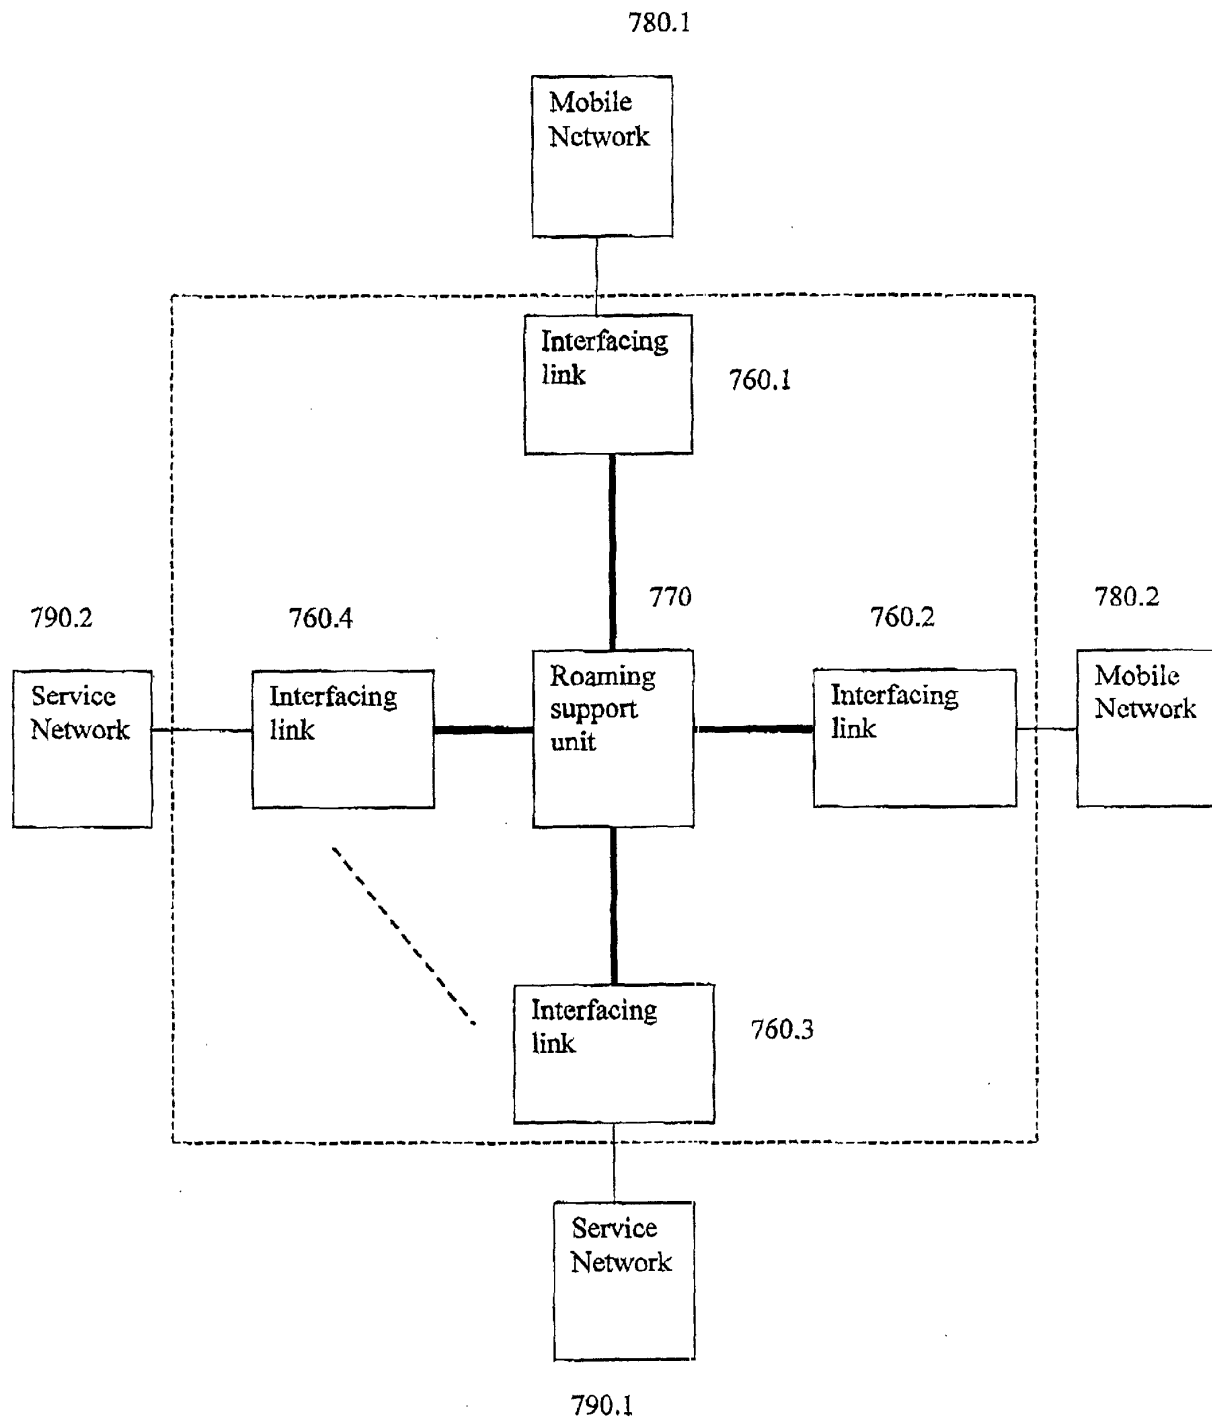 780.1
Mobile
Network
Interfacing
link
760.1
790.2
760.4
770
760.2
780.2
Service
Network
Interfacing
link
Roaming
support
unit
Interfacing
link
Mobile
Network
Interfacing
link
760.3
Service
Network
790.1